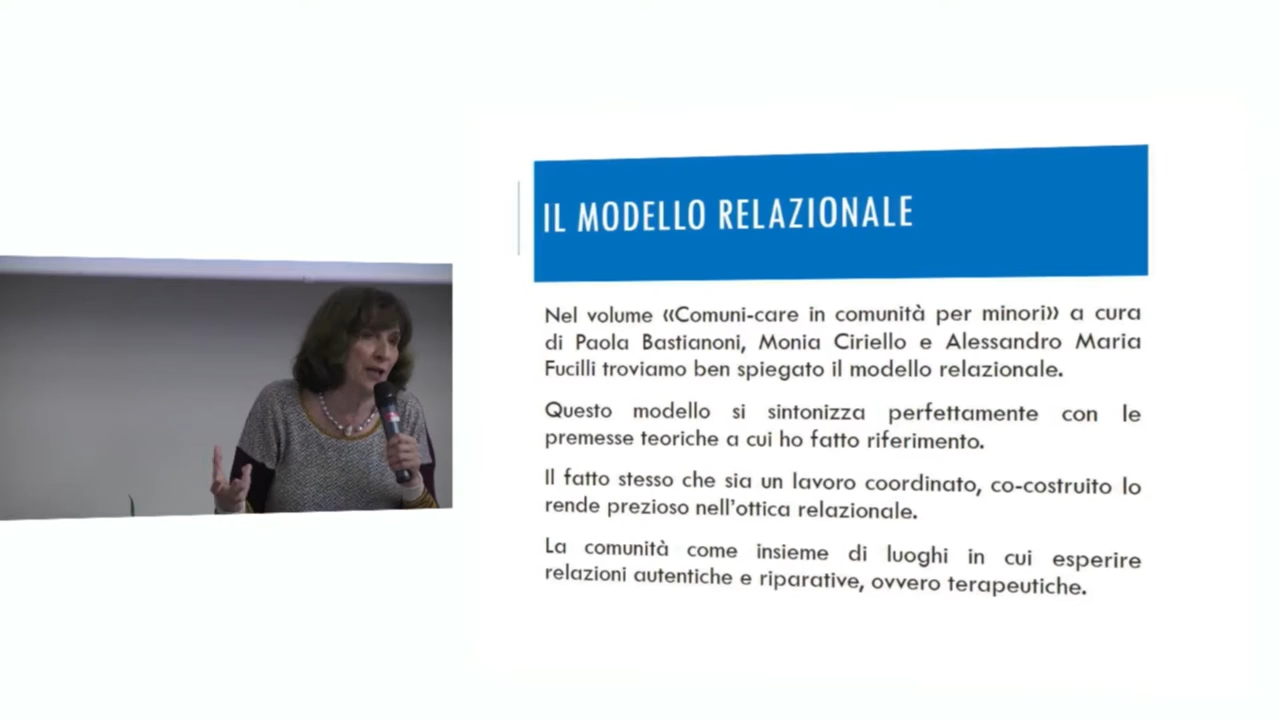 IL MODELLO RELAZIONALE
Nel volume «Comuni-care in comunità per minori» a cura
di Paola Bastianoni, Monia Ciriello e Alessandro Maria
Fucilli troviamo ben spiegato il modello relazionale.
Questo modello si sintonizza perfettamente con le
premesse teoriche a cui ho fatto riferimento.
Il fatto stesso che sia un lavoro coordinato, co-costruito lo
rende prezioso nell'ottica relazionale.
La comunità come insieme di luoghi in cui esperire
relazioni autentiche e riparative, ovvero terapeutiche.